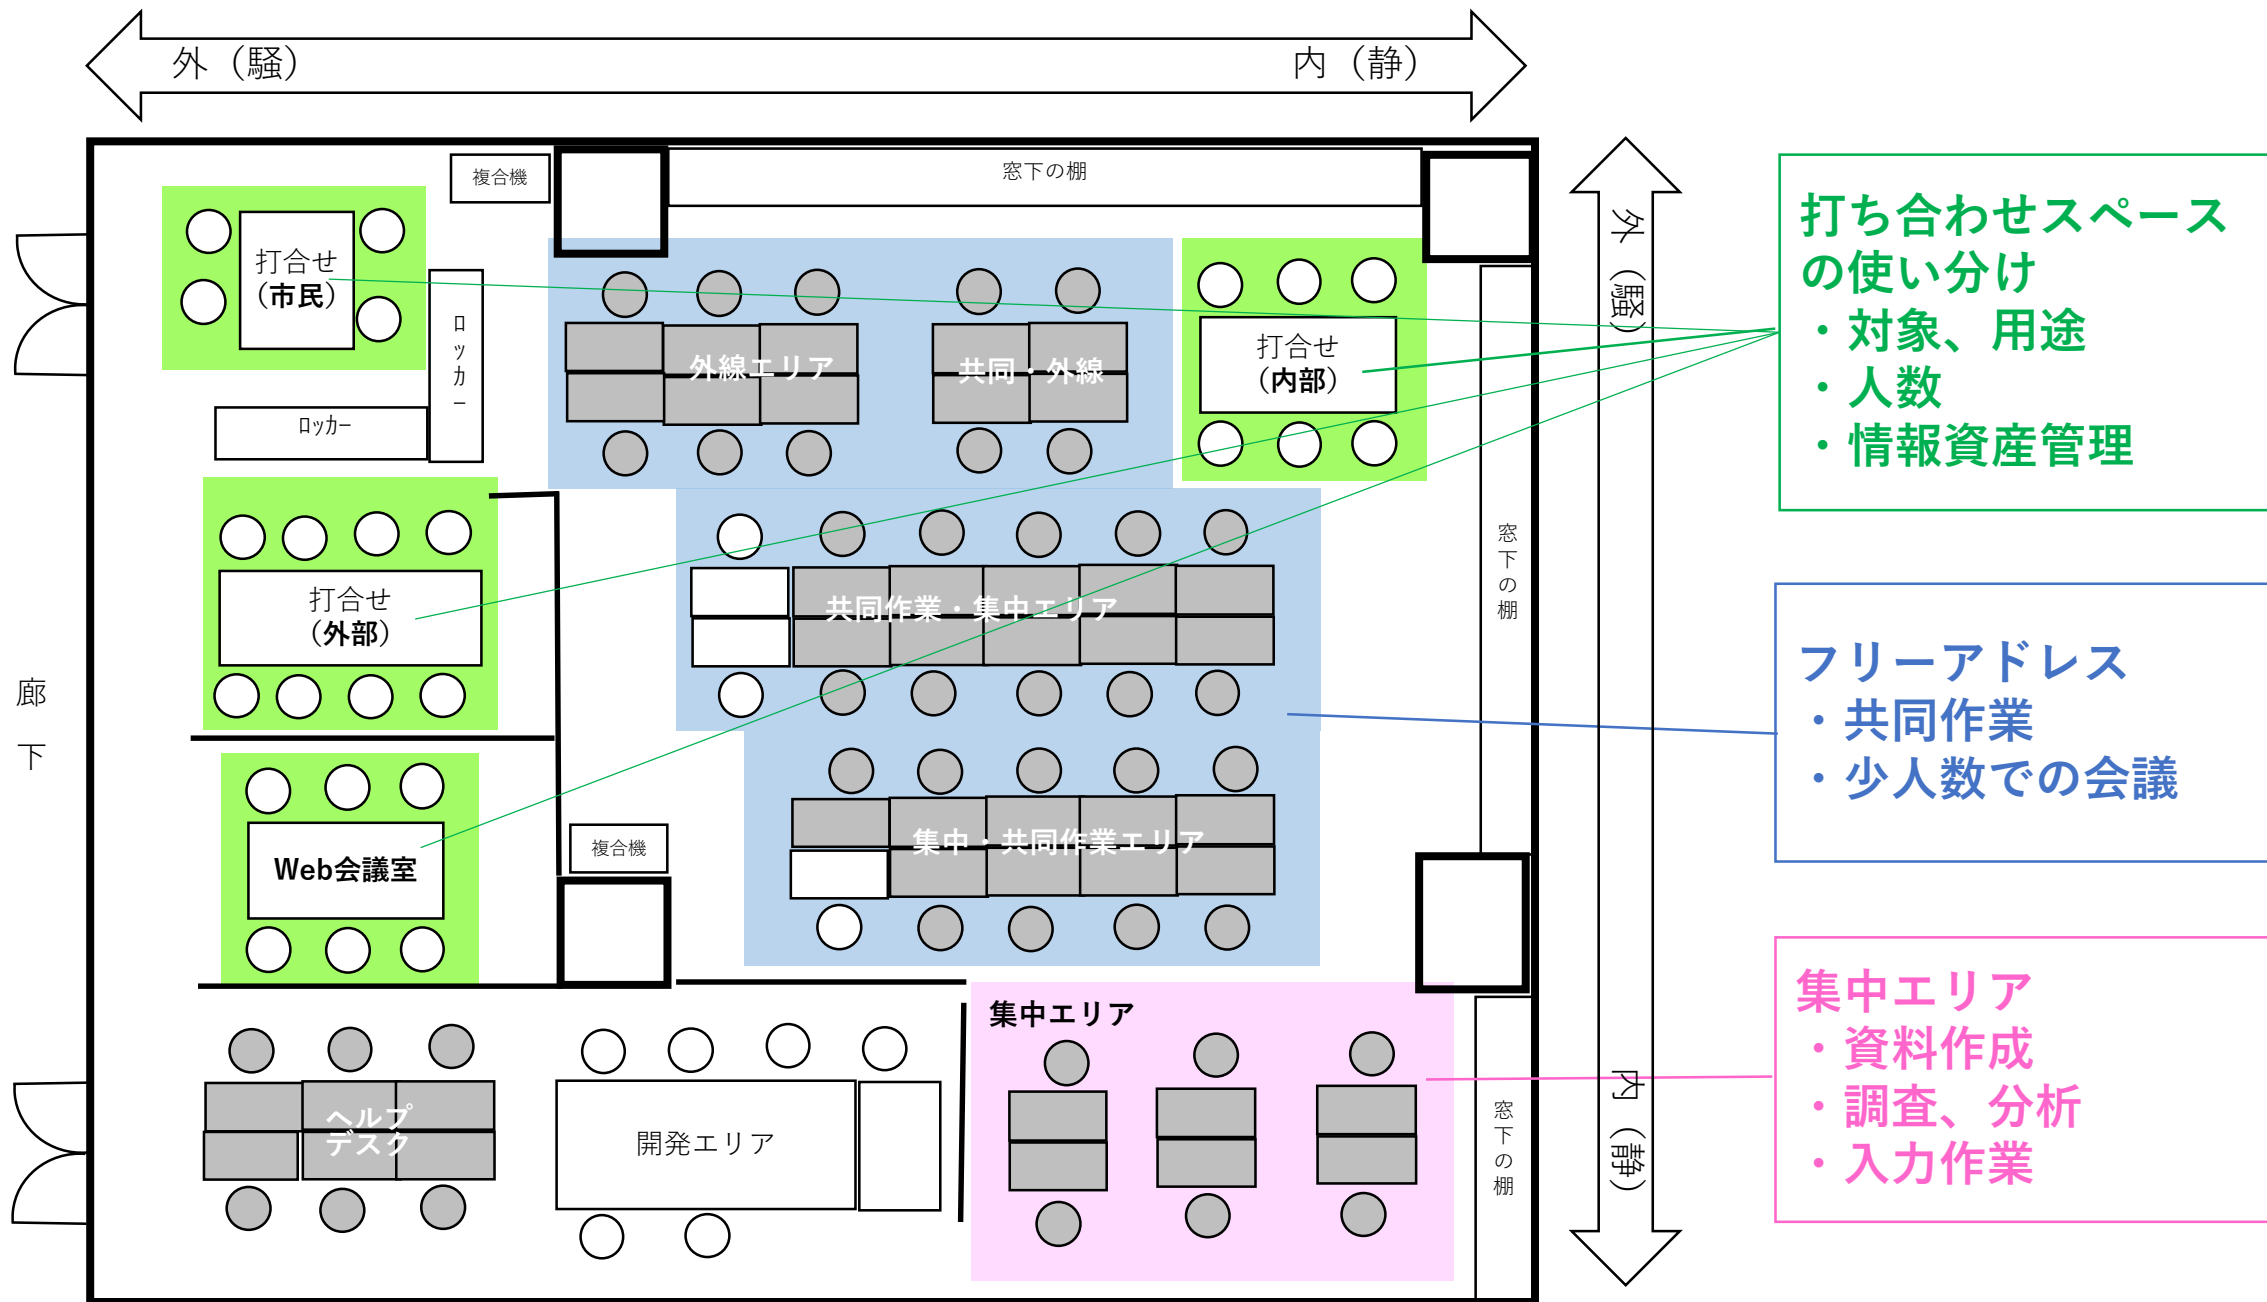 外（騒）
内（静）
複合機
窓下の棚
打合せ
（市民）
ロッカー
ロッカー
外線エリア
共同・外線
打合せ
（内部）
外（騒）
打ち合わせスペース
の使い分け
・対象、用途
・人数
・情報資産管理
打合せ
（外部）
共同作業・集中エリア
窓下の棚
廊下
フリーアドレス
・共同作業
・少人数での会議
Web会議室
複合機
集中・共同作業エリア
集中エリア
ヘルプ
デスク
開発エリア
窓下の棚
内（静）
集中エリア
・資料作成
・調査、分析
・入力作業